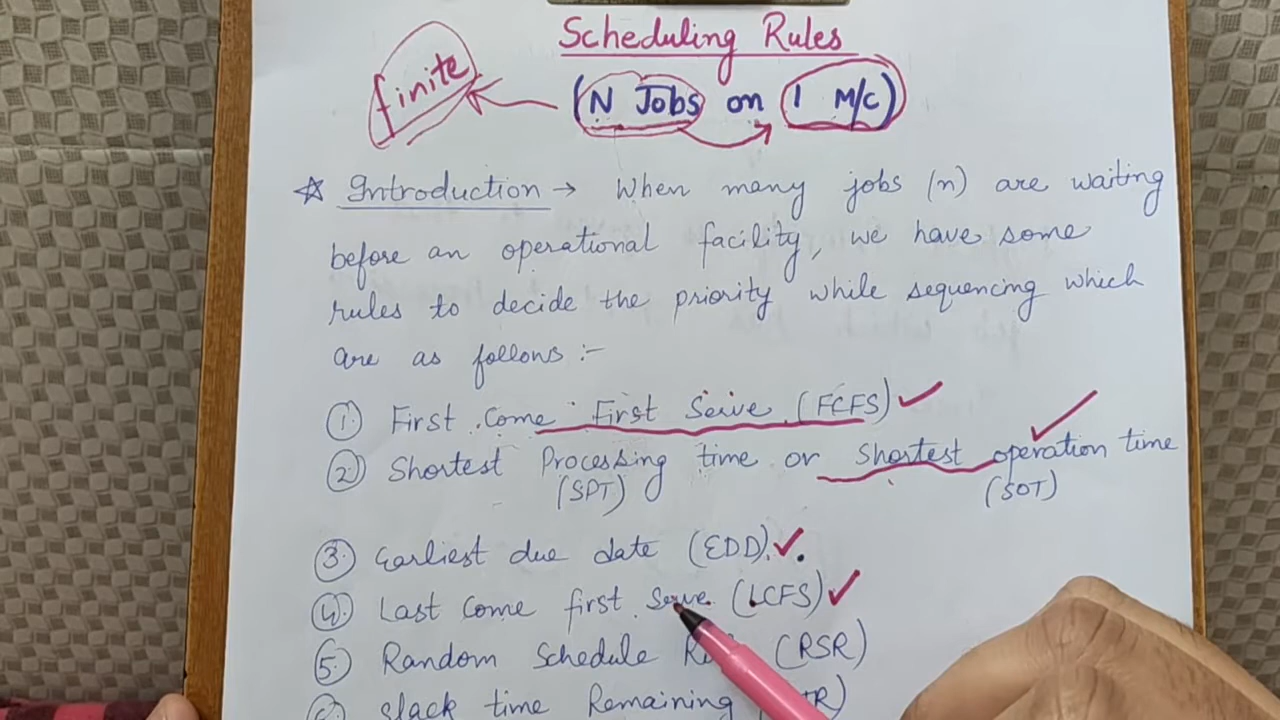 Scheduling Rules
finite
(N Jobs on 1 M/C)
☆ Introduction → When many jobs (n) are waiting
before an operational facility, we have some
rules to decide the priority while sequencing which
are as follows :-
① First Come First Serve (FCFS) ✓
② Shortest Processing time or Shortest operation time ✓
(SPT) (SOT)
③ Earliest due date (EDD). ✓
④ Last Come first Serve (LCFS) ✓
⑤ Random Schedule (RSR)
Slack time Remaining